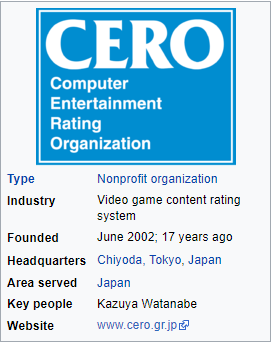 CERO
Computer
Entertainment
Rating
Organization
Type Nonprofit organization
Industry Video game content rating
system
Founded June 2002; 17 years ago
Headquarters Chiyoda, Tokyo, Japan
Area served Japan
Key people Kazuya Watanabe
Website www.cero.gr.jp